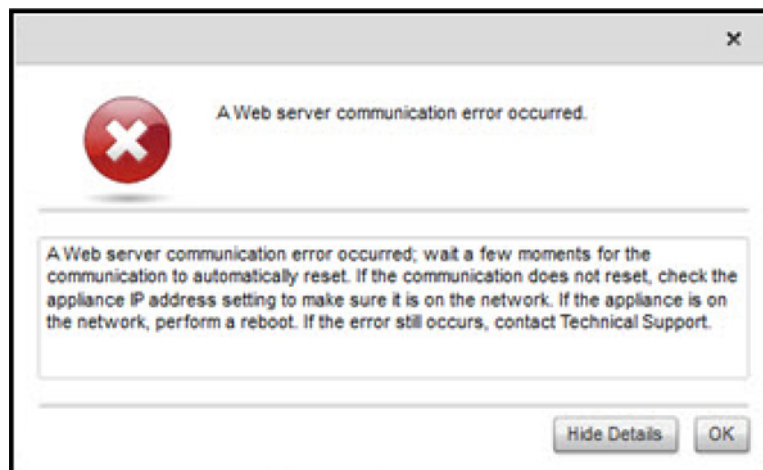 A Web server communication error occurred.
A Web server communication error occurred; wait a few moments for the
communication to automatically reset. If the communication does not reset, check the
appliance IP address setting to make sure it is on the network. If the appliance is on
the network, perform a reboot. If the error still occurs, contact Technical Support.
Hide Details
OK